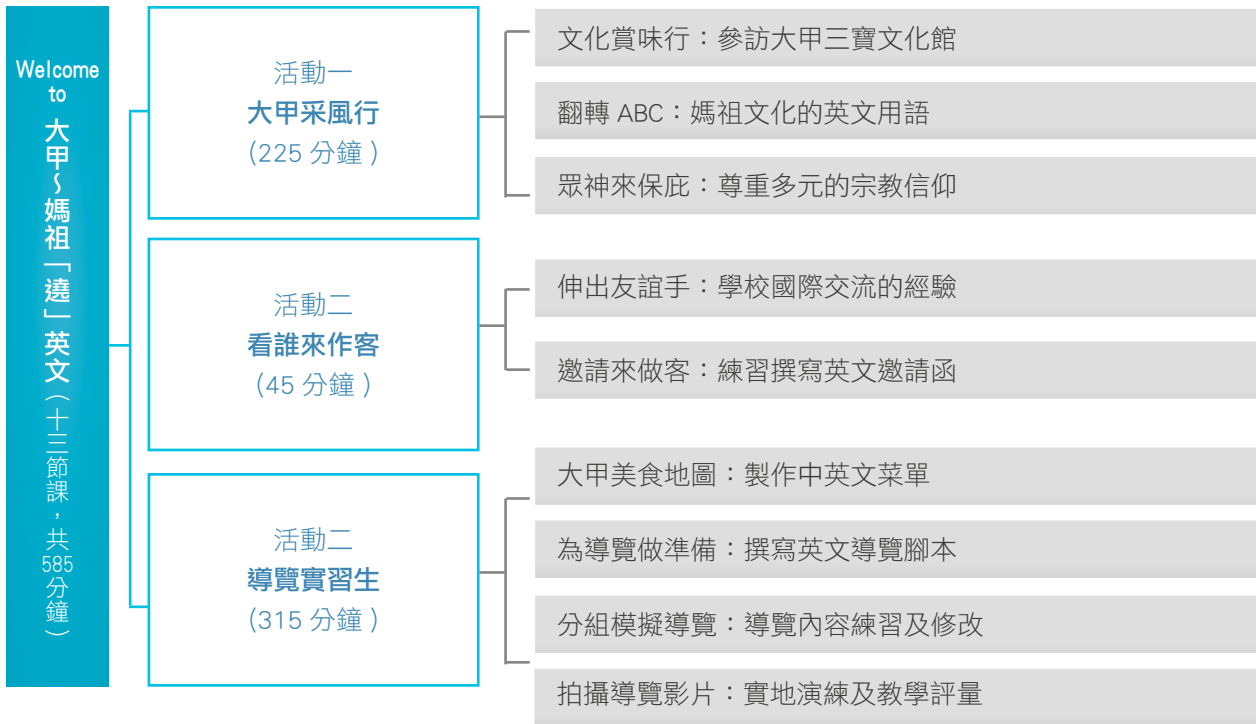 Welcome
to
大甲～媽祖「遶」英文（十三節課，共585分鐘）
活動一
大甲采風行
（225 分鐘）
文化賞味行：參訪大甲三寶文化館
翻轉 ABC：媽祖文化的英文用語
眾神來保庇：尊重多元的宗教信仰
活動二
看誰來作客
（45 分鐘）
伸出友誼手：學校國際交流的經驗
邀請來做客：練習撰寫英文邀請函
活動二
導覽實習生
（315 分鐘）
大甲美食地圖：製作中英文菜單
為導覽做準備：撰寫英文導覽腳本
分組模擬導覽：導覽內容練習及修改
拍攝導覽影片：實地演練及教學評量